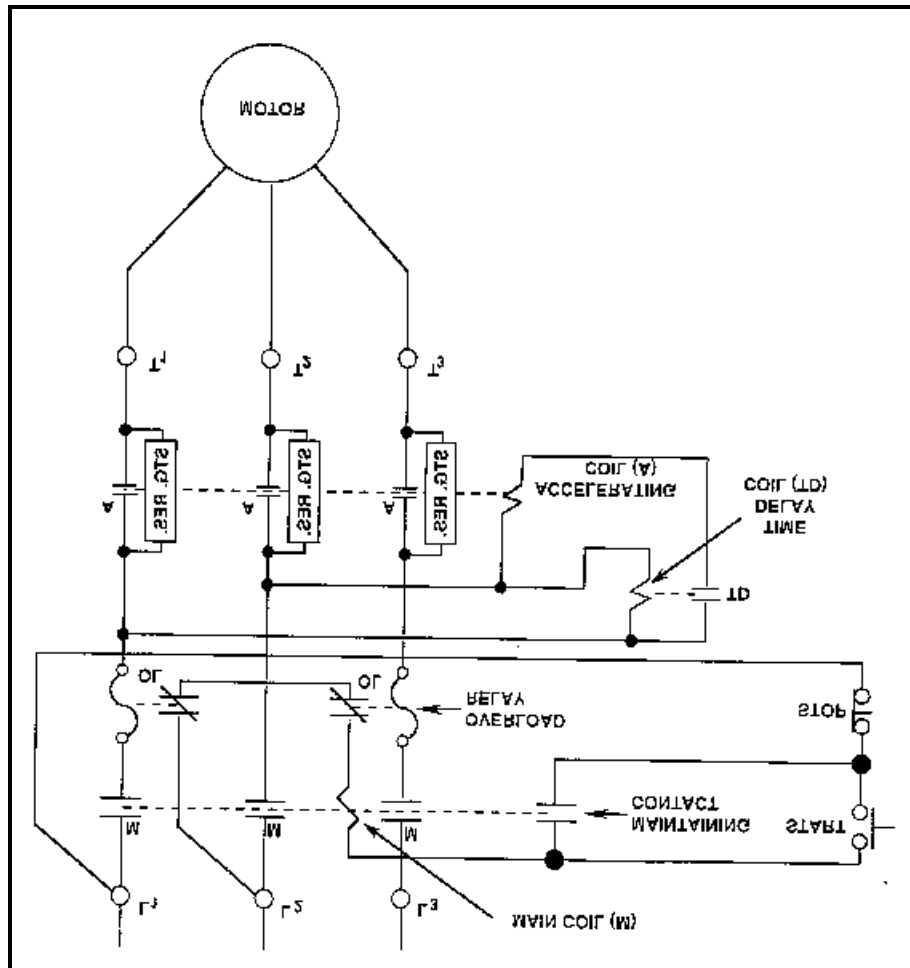 MOTOR
T1
T2
T3
STG. RES.
STG. RES.
STG. RES.
A
A
A
ACCELERATING
COIL (A)
TIME
DELAY
COIL (TD)
TD
OL
OL
OVERLOAD
RELAY
STOP
M
M
M
MAINTAINING
CONTACT
START
L1
L2
L3
MAIN COIL (M)